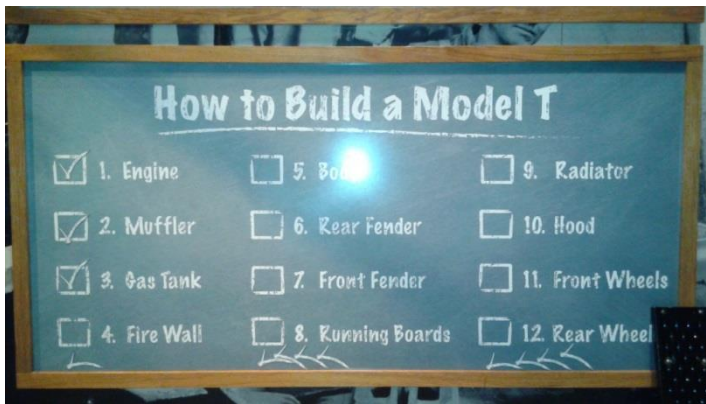 How to Build a Model T
1. Engine
2. Muffler
3. Gas Tank
4. Fire Wall
5.
6. Rear Fender
7. Front Fender
8. Running Boards
9. Radiator
10. Hood
11. Front Wheels
12. Rear Wheel